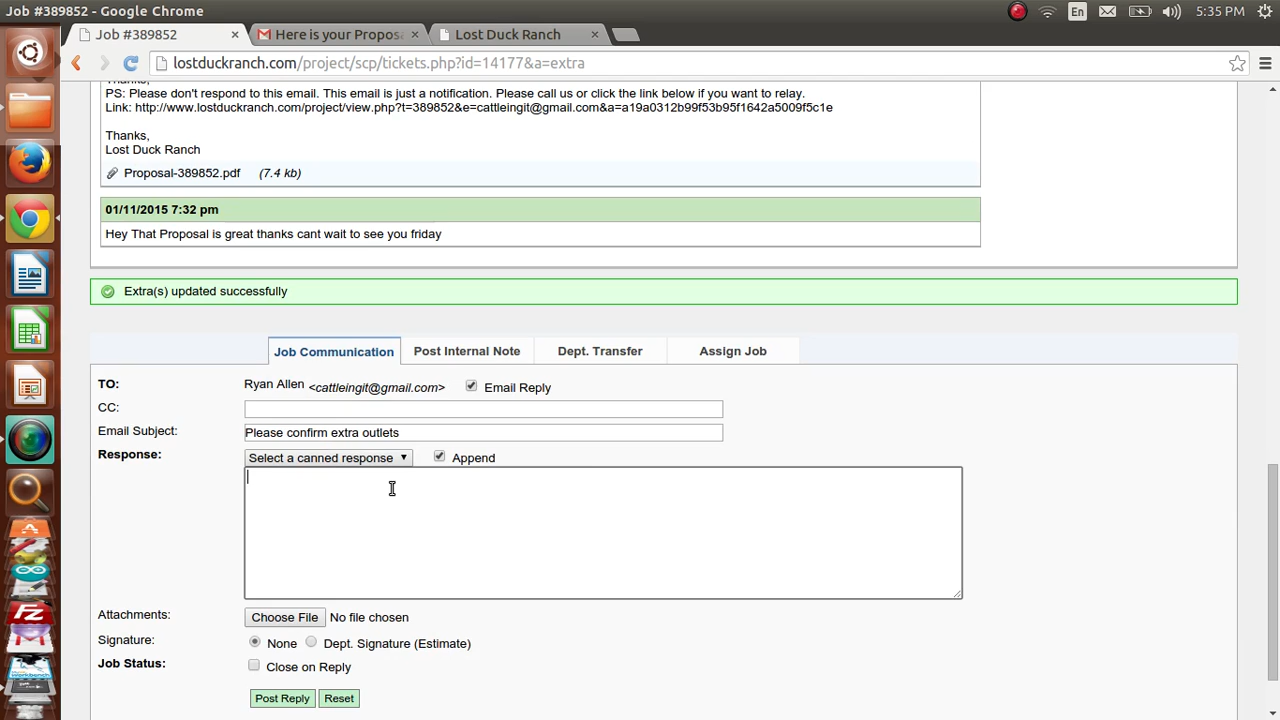 Job #389852 - Google Chrome
En
5:35 PM
Job #389852
Here is your Propos
Lost Duck Ranch
lostduckranch.com/project/scp/tickets.php?id=14177&a=extra
Thanks,
PS: Please don't respond to this email. This email is just a notification. Please call us or click the link below if you want to relay.
Link: http://www.lostduckranch.com/project/view.php?t=389852&e=cattleingit@gmail.com&a=a19a0312b99f53b95f1642a5009f5c1e
Thanks,
Lost Duck Ranch
Proposal-389852.pdf (7.4 kb)
01/11/2015 7:32 pm
Hey That Proposal is great thanks cant wait to see you friday
Extra(s) updated successfully
Job Communication
Post Internal Note
Dept. Transfer
Assign Job
TO: Ryan Allen <cattleingit@gmail.com> Email Reply
CC:
Email Subject: Please confirm extra outlets
Response: Select a canned response Append
Attachments: Choose File No file chosen
Signature: None Dept. Signature (Estimate)
Job Status: Close on Reply
Post Reply Reset